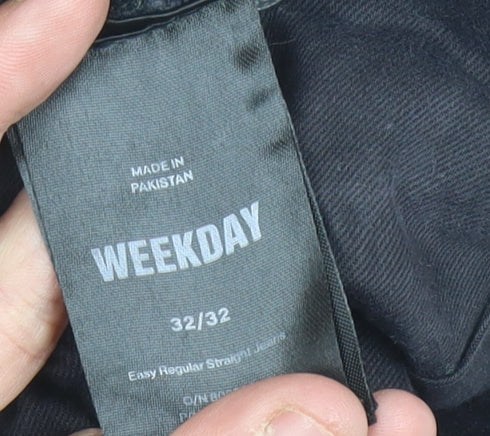 MADE IN
PAKISTAN
WEEKDAY
32/32
Easy Regular Straight Jeans
O/N